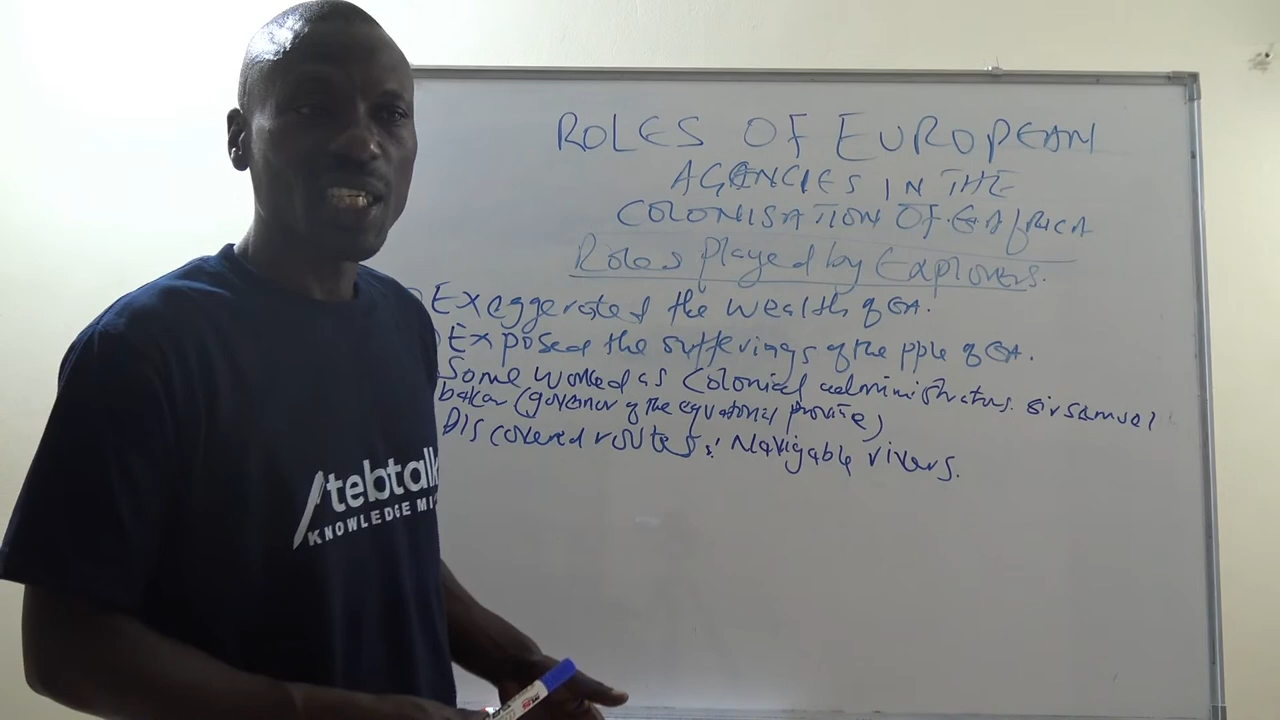 ROLES OF EUROPEAN
AGENCIES IN THE
COLONISATION OF E.AFRICA
Roles played by Explorers.
Exaggerated the wealth of EA.
Exposed the sufferings of the pple of EA.
Some worked as colonial administrators. Sir Samuel
baker (governor of the equatorial province)
Discovered routes: Navigable rivers.
tebtalk
KNOWLEDGE